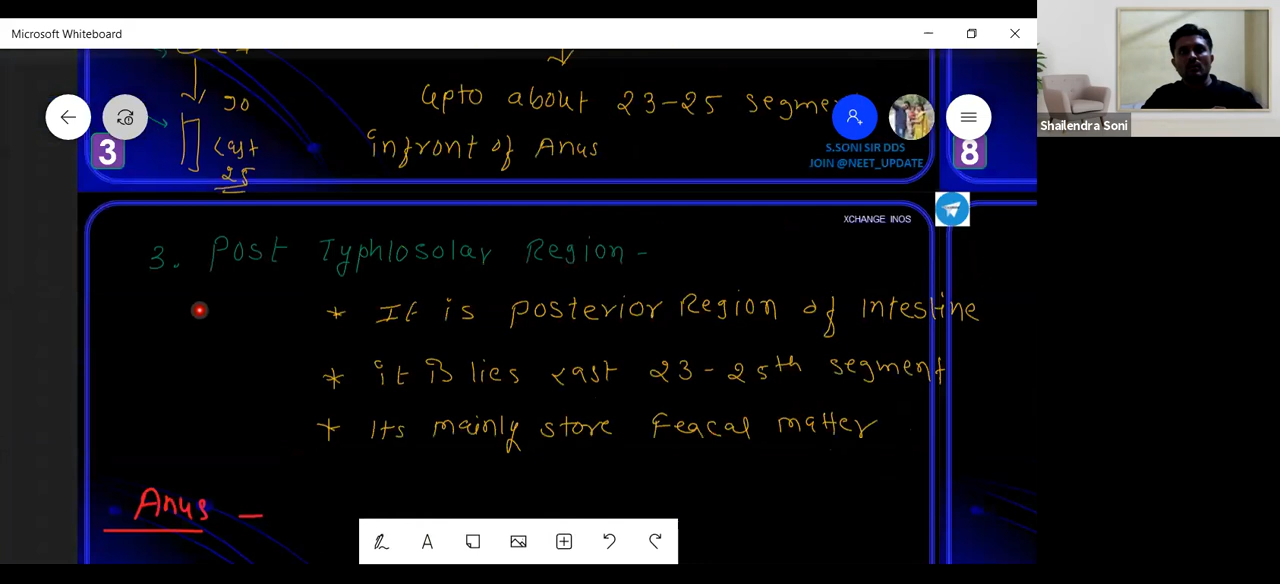 Microsoft Whiteboard
Upto about 23-25 segme
go
infront of Anus
Last
25
3
S.SONI SIR DDS
JOIN @NEET_UPDATE
8
Shailendra Soni
XCHANGE INOS
3. Post Typhlosolar Region -
* It is posterior Region of Intestine
* it is lies Last 23-25th segment
* Its mainly store Feacal matter
Anus -
A